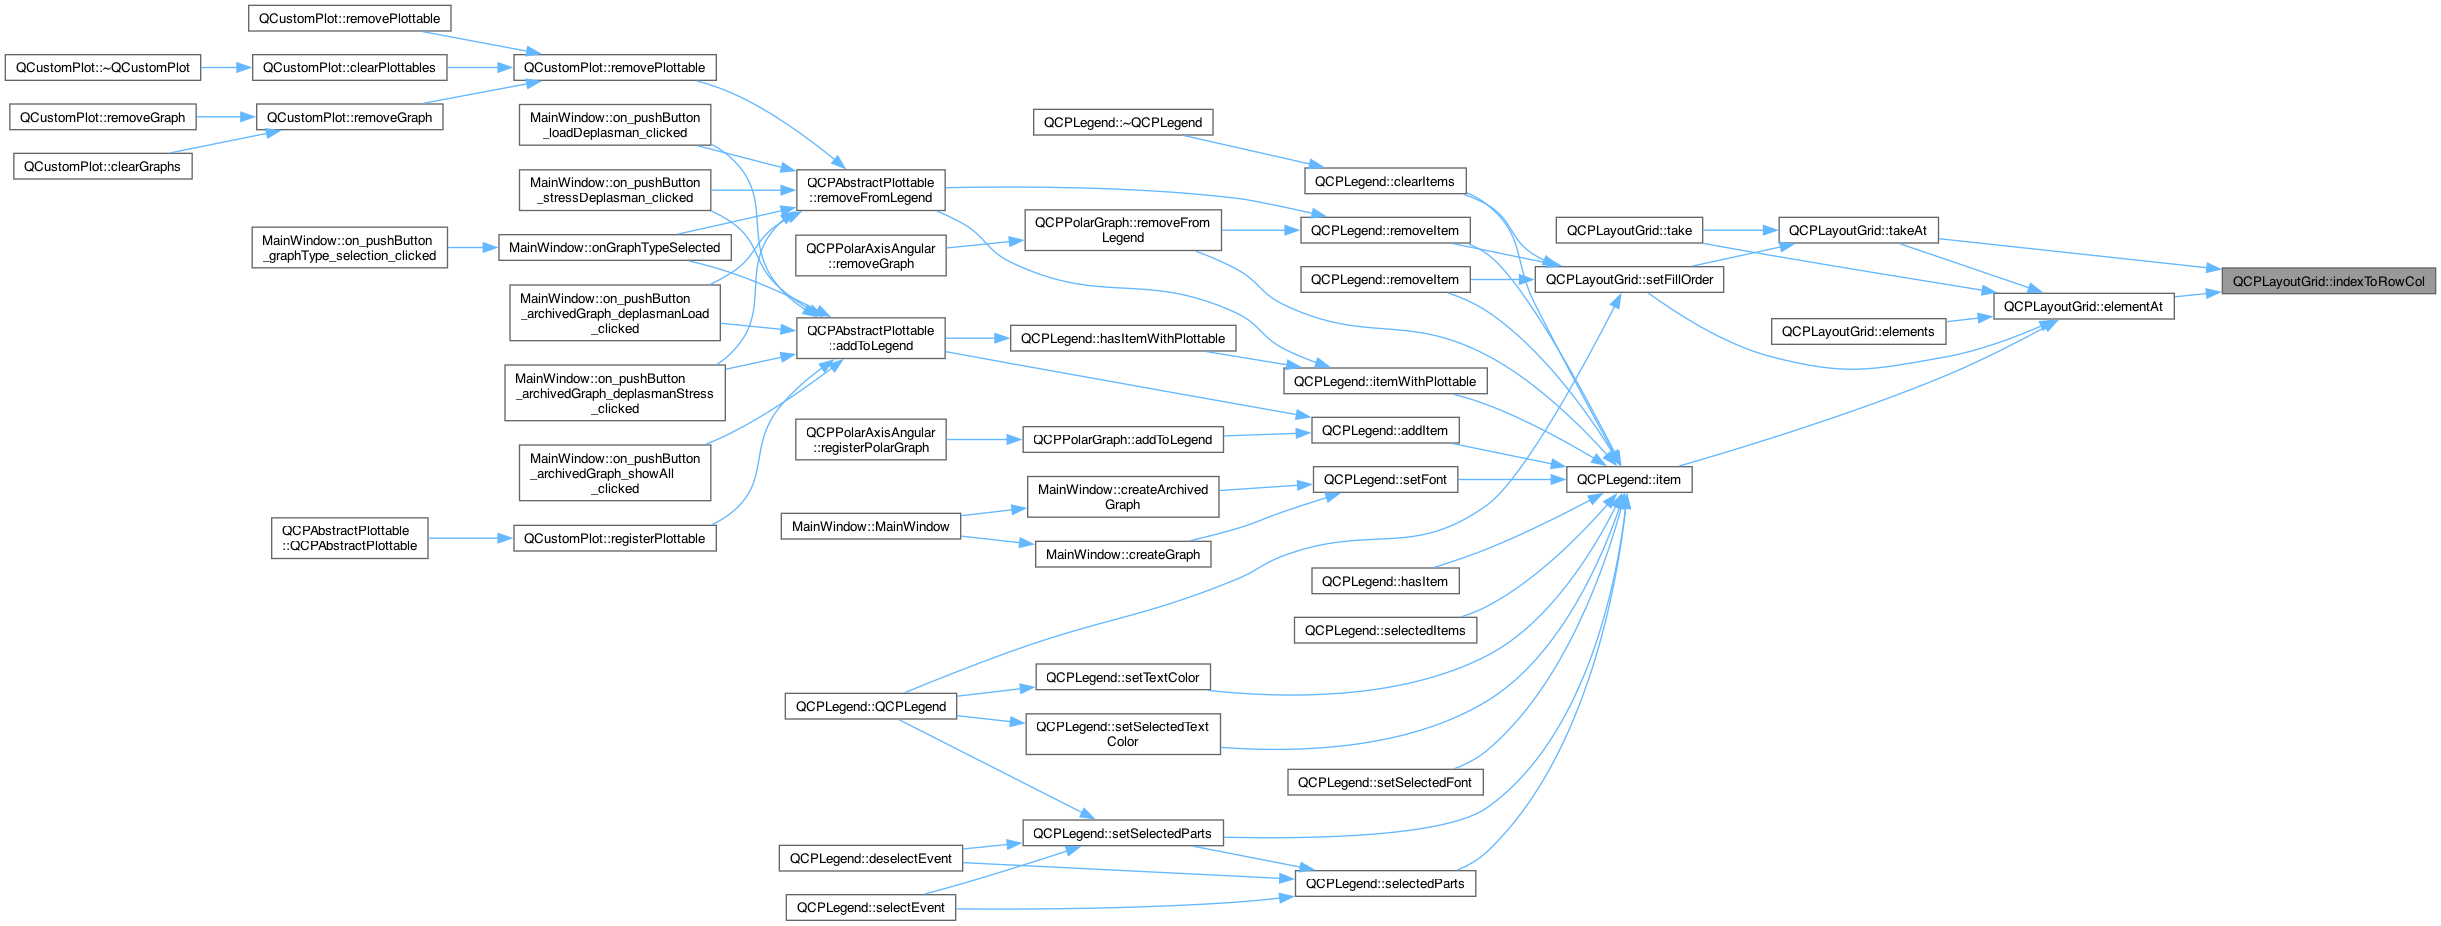 QCustomPlot::removePlottable
QCustomPlot::~QCustomPlot
QCustomPlot::clearPlottables
QCustomPlot::removePlottable
QCustomPlot::removeGraph
QCustomPlot::removeGraph
QCustomPlot::clearGraphs
MainWindow::on_pushButton
_loadDeplasman_clicked
MainWindow::on_pushButton
_stressDeplasman_clicked
MainWindow::on_pushButton
_graphType_selection_clicked
MainWindow::onGraphTypeSelected
MainWindow::on_pushButton
_archivedGraph_deplasmanLoad
_clicked
MainWindow::on_pushButton
_archivedGraph_deplasmanStress
_clicked
MainWindow::on_pushButton
_archivedGraph_showAll
_clicked
QCPAbstractPlottable
::QCPAbstractPlottable
QCustomPlot::registerPlottable
QCPAbstractPlottable
::removeFromLegend
QCPPolarAxisAngular
::removeGraph
QCPAbstractPlottable
::addToLegend
QCPPolarAxisAngular
::registerPolarGraph
MainWindow::MainWindow
QCPLegend::QCPLegend
QCPLegend::deselectEvent
QCPLegend::selectEvent
QCPLegend::~QCPLegend
QCPPolarGraph::removeFrom
Legend
QCPLegend::hasItemWithPlottable
QCPPolarGraph::addToLegend
MainWindow::createArchived
Graph
MainWindow::createGraph
QCPLegend::setTextColor
QCPLegend::setSelectedText
Color
QCPLegend::setSelectedParts
QCPLegend::clearItems
QCPLegend::removeItem
QCPLegend::removeItem
QCPLegend::itemWithPlottable
QCPLegend::addItem
QCPLegend::setFont
QCPLegend::hasItem
QCPLegend::selectedItems
QCPLegend::setSelectedFont
QCPLegend::selectedParts
QCPLayoutGrid::take
QCPLayoutGrid::setFillOrder
QCPLegend::item
QCPLayoutGrid::takeAt
QCPLayoutGrid::elements
QCPLayoutGrid::elementAt
QCPLayoutGrid::indexToRowCol